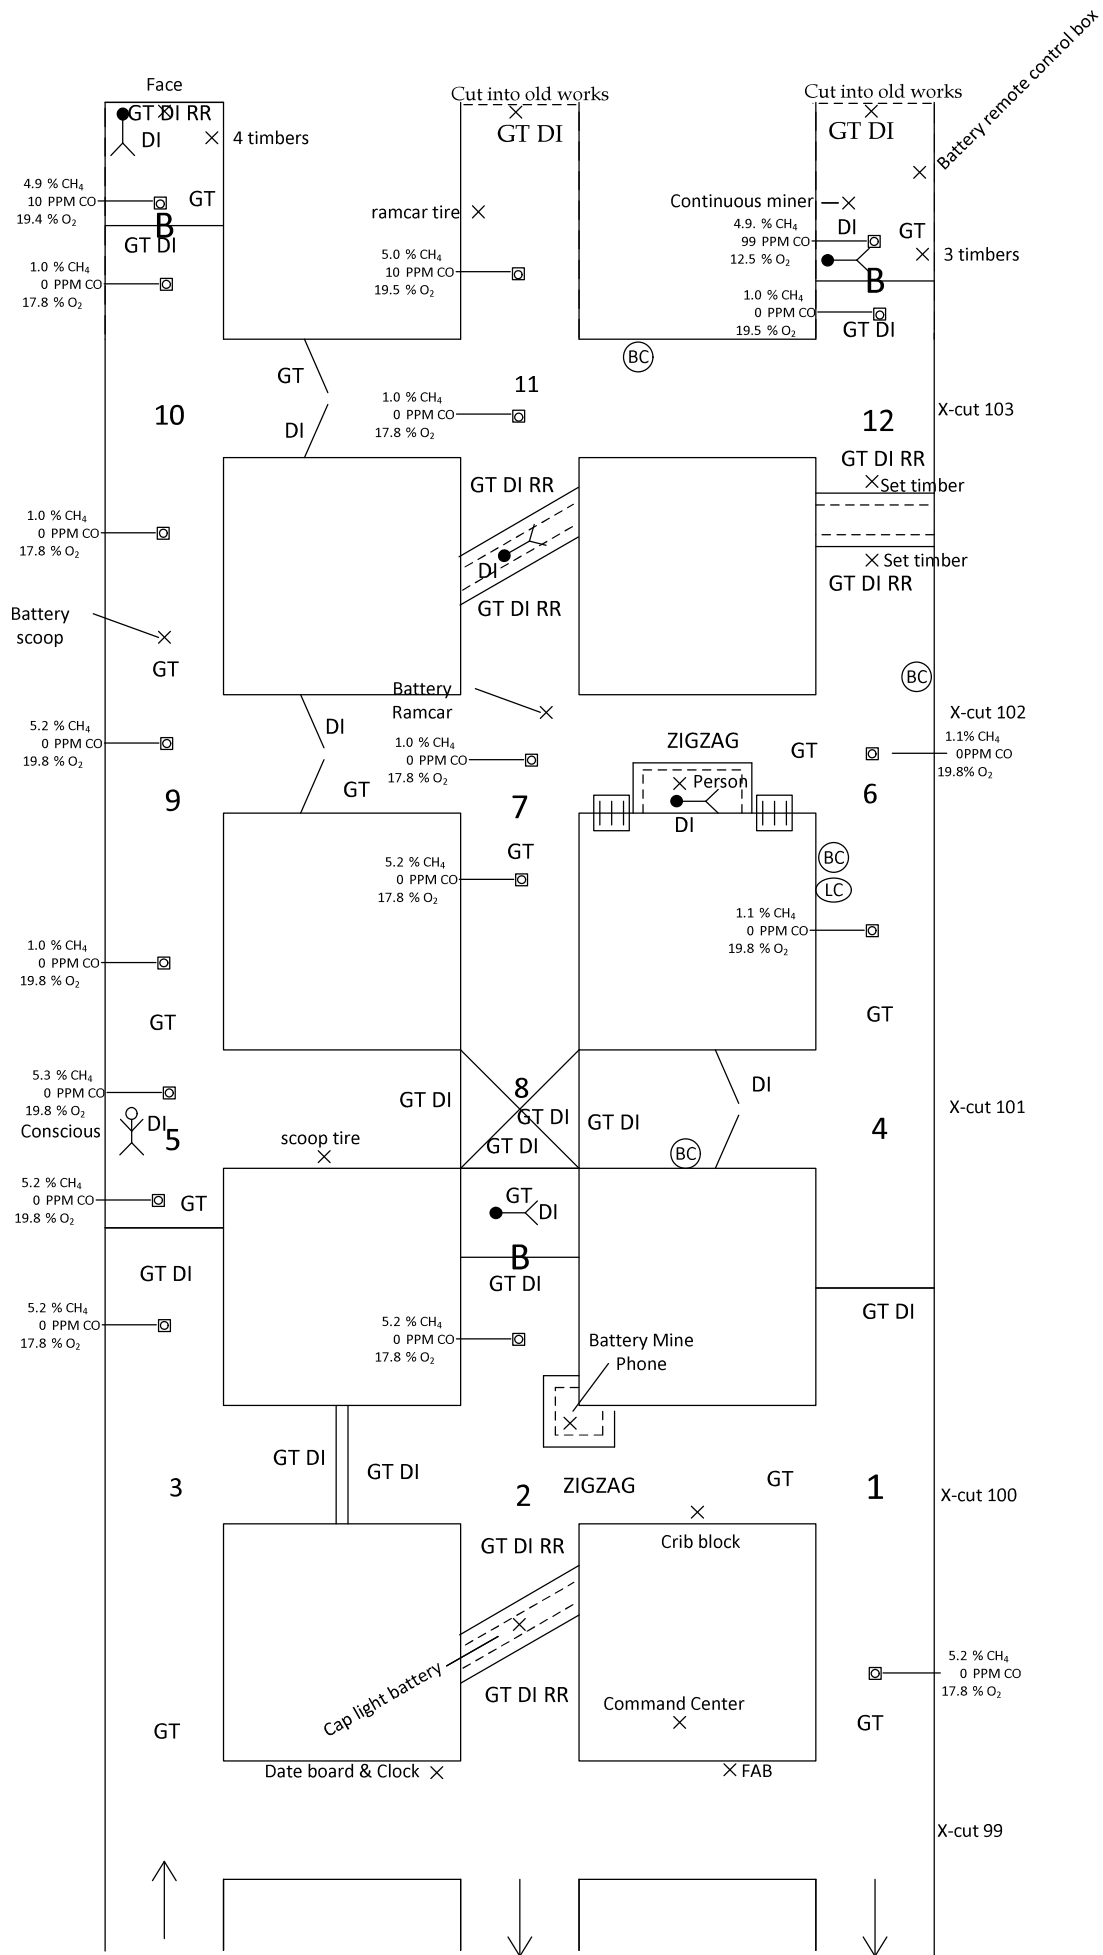 Battery remote control box
Face
Cut into old works
Cut into old works
GT DI RR
DI
4 timbers
GT DI
GT DI
4.9 % CH₄
10 PPM CO
19.4 % O₂
GT
B
GT DI
1.0 % CH₄
0 PPM CO
17.8 % O₂
ramcar tire
5.0 % CH₄
10 PPM CO
19.5 % O₂
Continuous miner
DI
GT
4.9. % CH₄
99 PPM CO
12.5 % O₂
3 timbers
B
1.0 % CH₄
0 PPM CO
19.5 % O₂
GT DI
BC
GT
DI
10
11
1.0 % CH₄
0 PPM CO
17.8 % O₂
12
X-cut 103
GT DI RR
Set timber
GT DI RR
DI
GT DI RR
Set timber
GT DI RR
1.0 % CH₄
0 PPM CO
17.8 % O₂
Battery
scoop
GT
BC
Battery
Ramcar
X-cut 102
DI
GT
5.2 % CH₄
0 PPM CO
19.8 % O₂
1.0 % CH₄
0 PPM CO
17.8 % O₂
ZIGZAG
GT
1.1% CH₄
0PPM CO
19.8% O₂
Person
DI
9
7
6
GT
5.2 % CH₄
0 PPM CO
17.8 % O₂
BC
LC
1.1 % CH₄
0 PPM CO
19.8 % O₂
1.0 % CH₄
0 PPM CO
19.8 % O₂
GT
GT
5.3 % CH₄
0 PPM CO
19.8 % O₂
Conscious
DI
5
GT DI
8
GT DI
GT DI
GT DI
DI
4
X-cut 101
scoop tire
BC
5.2 % CH₄
0 PPM CO
19.8 % O₂
GT
GT
DI
B
GT DI
GT DI
GT DI
5.2 % CH₄
0 PPM CO
17.8 % O₂
5.2 % CH₄
0 PPM CO
17.8 % O₂
Battery Mine
Phone
GT DI
GT DI
3
2
ZIGZAG
GT
1
X-cut 100
Crib block
GT DI RR
Cap light battery
GT DI RR
5.2 % CH₄
0 PPM CO
17.8 % O₂
Command Center
GT
GT
Date board & Clock
FAB
X-cut 99